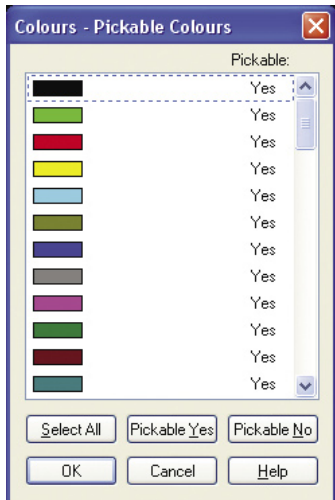 Colours - Pickable Colours
Pickable:
Yes
Yes
Yes
Yes
Yes
Yes
Yes
Yes
Yes
Yes
Yes
Yes
Select All Pickable Yes Pickable No
OK Cancel Help